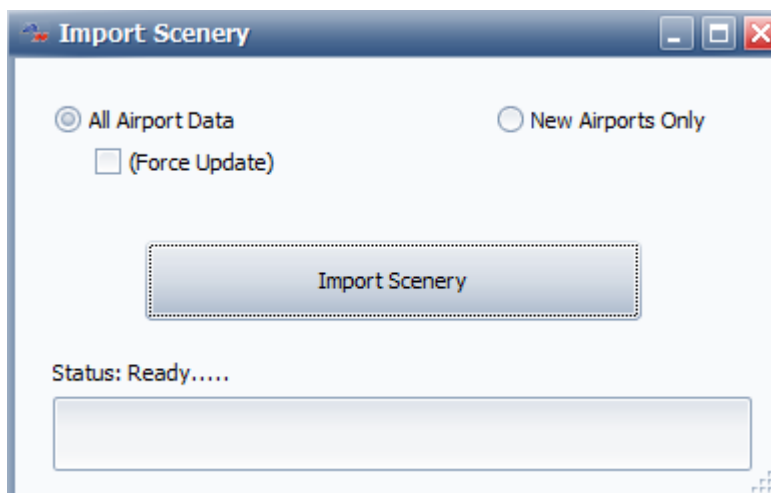 Import Scenery
All Airport Data
New Airports Only
(Force Update)
Import Scenery
Status: Ready.....